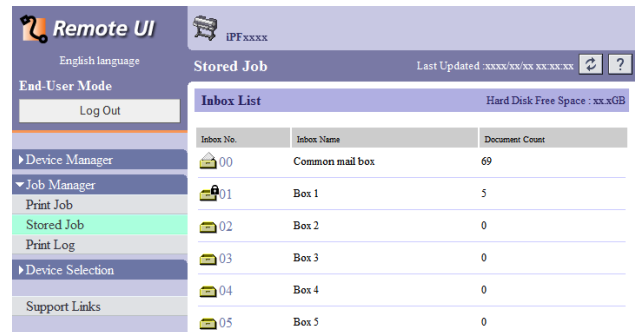 Remote UI
iPFxxxx
English language
End-User Mode
Log Out
Device Manager
Job Manager
Print Job
Stored Job
Print Log
Device Selection
Support Links
Stored Job
Last Updated :xxxx/xx/xx xx:xx:xx ?
Inbox List
Hard Disk Free Space : xx.xGB
Inbox No. Inbox Name Document Count
00 Common mail box 69
01 Box 1 5
02 Box 2 0
03 Box 3 0
04 Box 4 0
05 Box 5 0